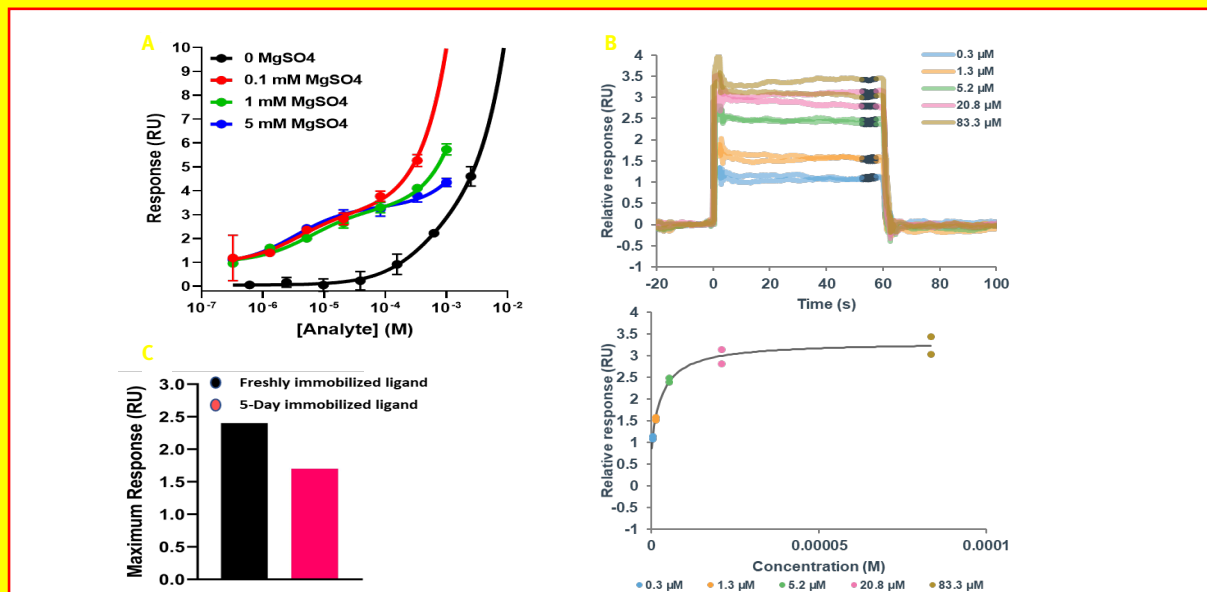 A
10
9
8
7
6
5
4
3
2
1
0
Response (RU)
0 MgSO4
0.1 mM MgSO4
1 mM MgSO4
5 mM MgSO4
10-7
10-6
10-5
10-4
10-3
10-2
[Analyte] (M)
B
4
3.5
3
2.5
2
1.5
1
0.5
0
-0.5
-1
Relative response (RU)
0.3 µM
1.3 µM
5.2 µM
20.8 µM
83.3 µM
-20
0
20
40
60
80
100
Time (s)
4
3.5
3
2.5
2
1.5
1
0.5
0
-0.5
-1
Relative response (RU)
0
0.00005
0.0001
Concentration (M)
0.3 µM
1.3 µM
5.2 µM
20.8 µM
83.3 µM
C
3.0
2.5
2.0
1.5
1.0
0.5
0.0
Maximum Response (RU)
Freshly immobilized ligand
5-Day immobilized ligand